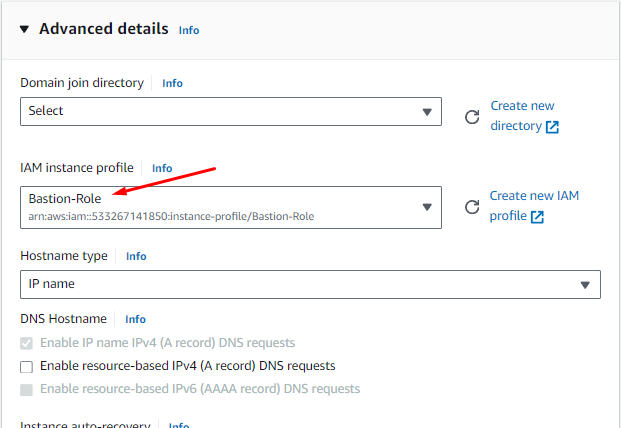 Advanced details Info
Domain join directory Info
Select
Create new
directory
IAM instance profile Info
Bastion-Role
arn:aws:iam::533267141850:instance-profile/Bastion-Role
Create new IAM
profile
Hostname type Info
IP name
DNS Hostname Info
Enable IP name IPv4 (A record) DNS requests
Enable resource-based IPv4 (A record) DNS requests
Enable resource-based IPv6 (AAAA record) DNS requests
Instance auto-recovery Info